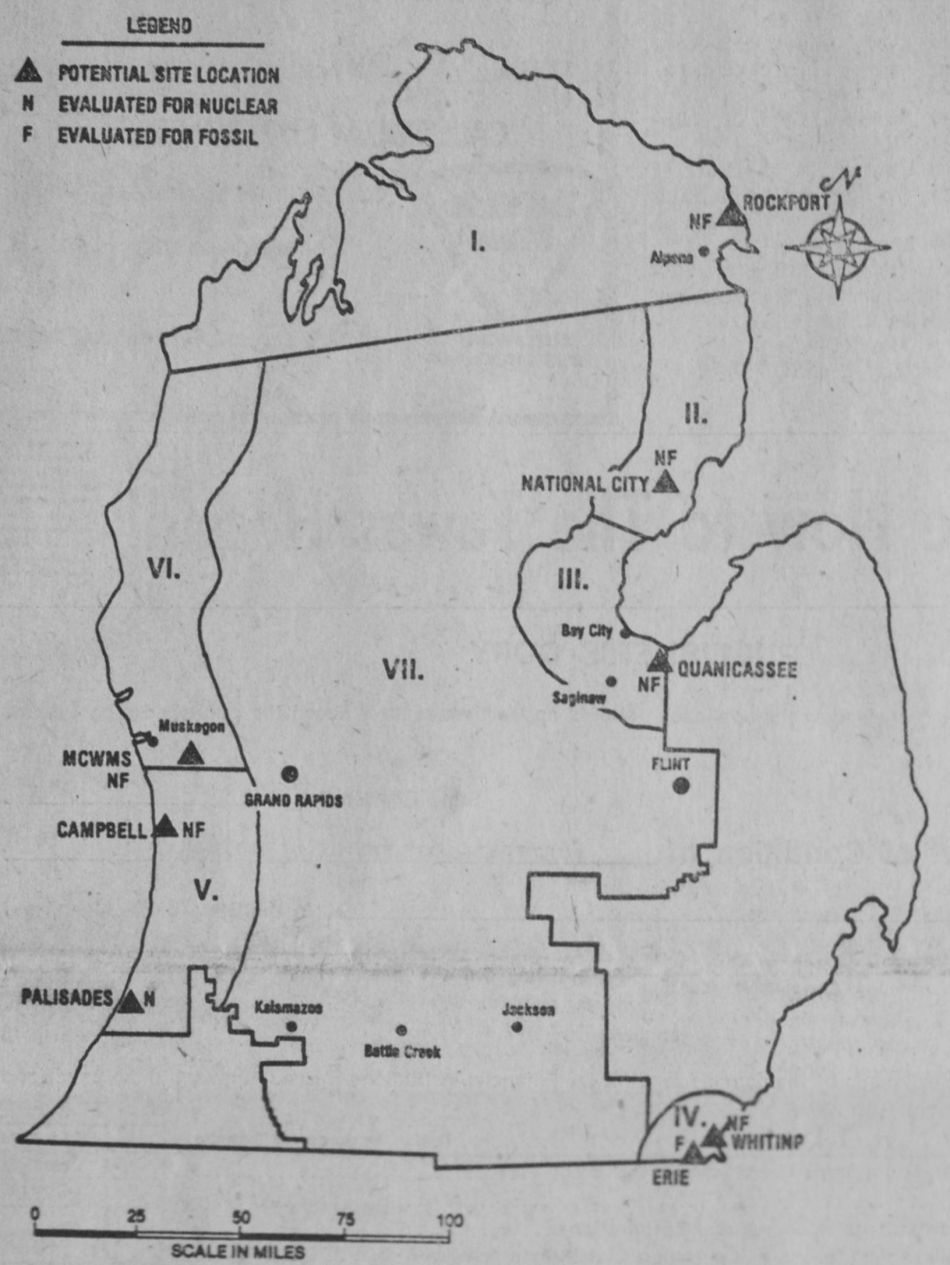 LEGEND
POTENTIAL SITE LOCATION
N EVALUATED FOR NUCLEAR
F EVALUATED FOR FOSSIL
N
ROCKPORT
NF
I.
Alpena
II.
NF
NATIONAL CITY
VI.
III.
Bay City
VII.
QUANICASSEE
NF
Saginaw
Muskegon
MCWMS
NF
FLINT
GRAND RAPIDS
CAMPBELL NF
V.
PALISADES N
Kalamazoo
Jackson
Battle Creek
IV.
NF
F
WHITING
ERIE
0 25 50 75 100
SCALE IN MILES